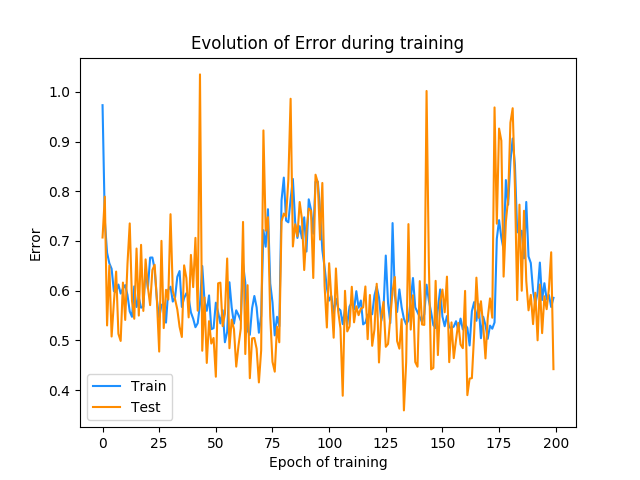 Evolution of Error during training
Error
1.0
0.9
0.8
0.7
0.6
0.5
0.4
Train
Test
0 25 50 75 100 125 150 175 200
Epoch of training